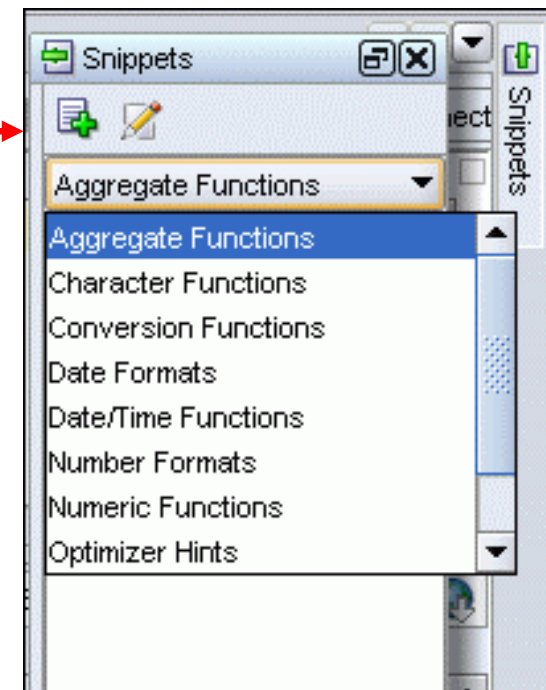 Snippets
Aggregate Functions
Aggregate Functions
Character Functions
Conversion Functions
Date Formats
Date/Time Functions
Number Formats
Numeric Functions
Optimizer Hints
nect
Snippets